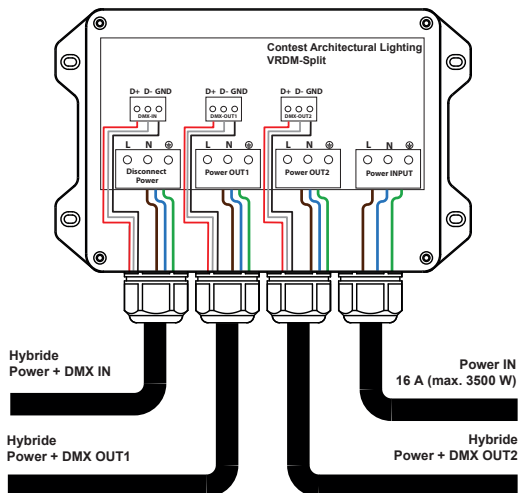 Contest Architectural Lighting
VRDM-Split
D+ D- GND
DMX-IN
D+ D- GND
DMX-OUT1
D+ D- GND
DMX-OUT2
L N ⏚
Disconnect
Power
L N ⏚
Power OUT1
L N ⏚
Power OUT2
L N ⏚
Power INPUT
Hybride
Power + DMX IN
Power IN
16 A (max. 3500 W)
Hybride
Power + DMX OUT1
Hybride
Power + DMX OUT2